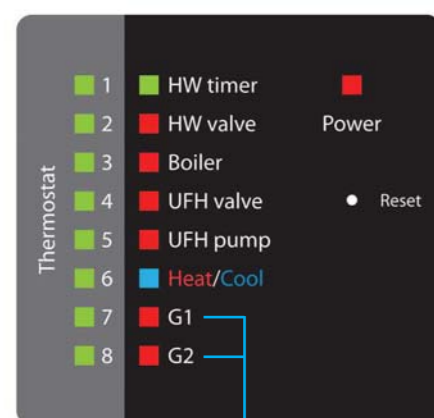 Thermostat
1 HW timer
2 HW valve Power
3 Boiler
4 UFH valve Reset
5 UFH pump
6 Heat/Cool
7 G1
8 G2